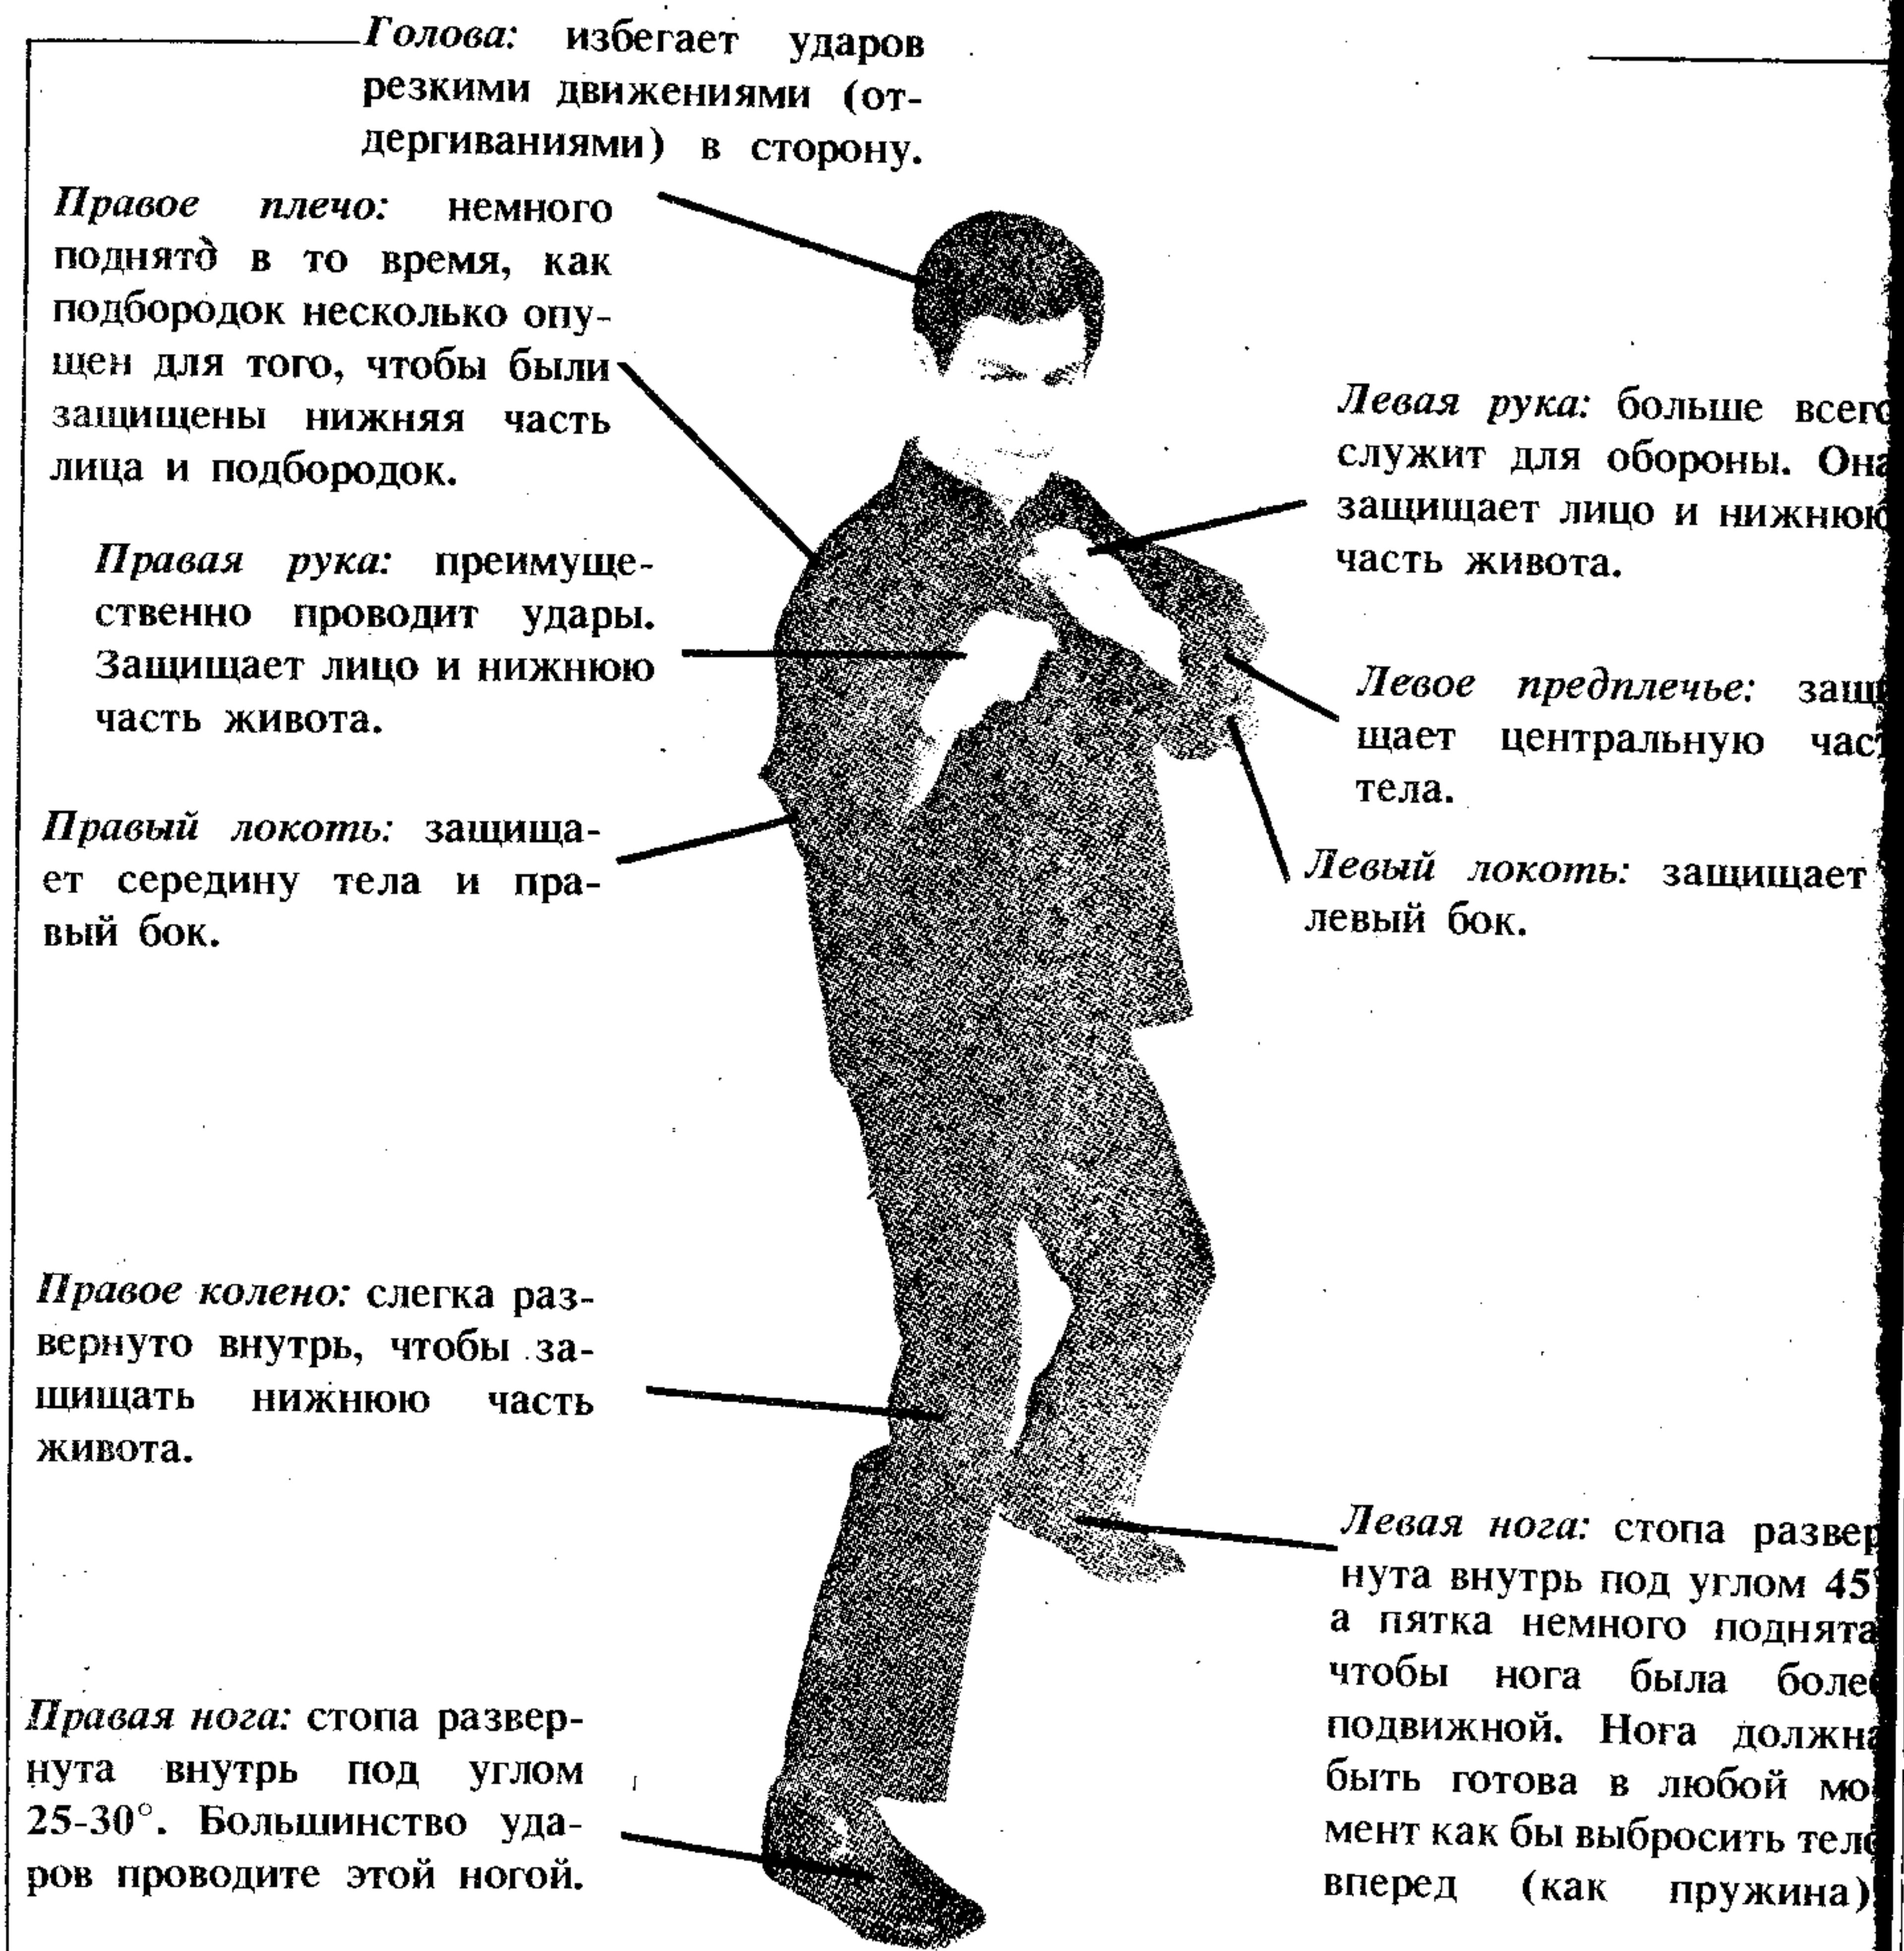 Голова: избегает ударов
резкими движениями (от-
дергиваниями) в сторону.
Правое плечо: немного
поднято в то время, как
подбородок несколько опу-
щен для того, чтобы были
защищены нижняя часть
лица и подбородок.
Правая рука: преимуще-
ственно проводит удары.
Защищает лицо и нижнюю
часть живота.
Правый локоть: защища-
ет середину тела и пра-
вый бок.
Правое колено: слегка раз-
вернуто внутрь, чтобы за-
щищать нижнюю часть
живота.
Правая нога: стопа развер-
нута внутрь под углом
25-30°. Большинство уда-
ров проводите этой ногой.
Левая рука: больше всего
служит для обороны. Она
защищает лицо и нижнюю
часть живота.
Левое предплечье: защи
щает центральную час
тела.
Левый локоть: защищает
левый бок.
Левая нога: стопа развер
нута внутрь под углом 45°
а пятка немного поднята
чтобы нога была более
подвижной. Нога должна
быть готова в любой мо
мент как бы выбросить тело
вперед (как пружина)